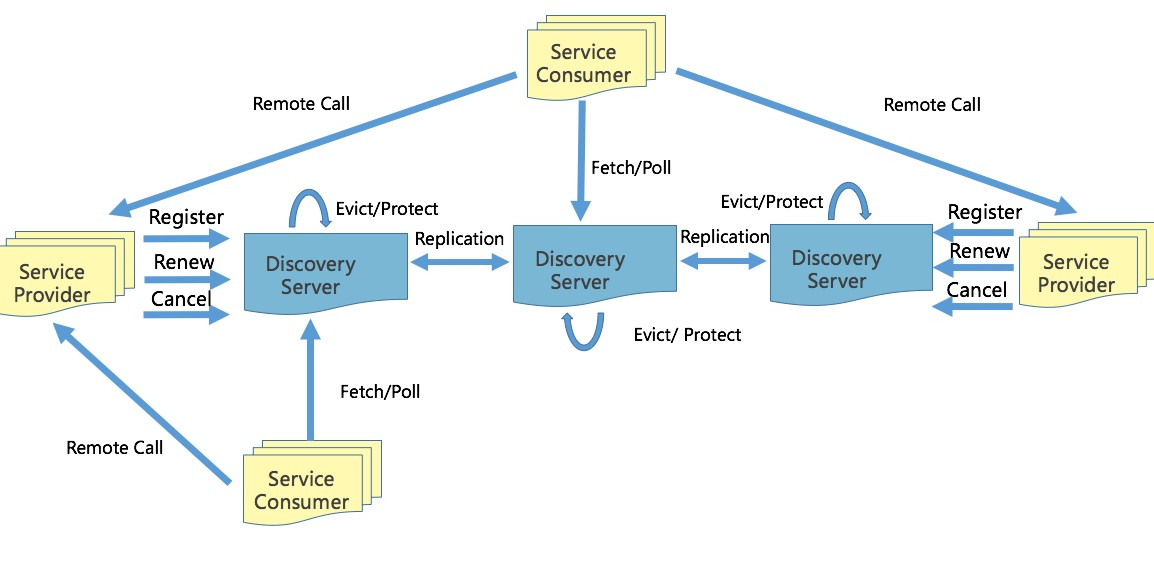 Service
Consumer
Remote Call
Remote Call
Fetch/Poll
Evict/Protect
Evict/Protect
Register
Renew
Cancel
Replication
Replication
Register
Renew
Cancel
Service
Provider
Discovery
Server
Discovery
Server
Discovery
Server
Service
Provider
Evict/ Protect
Fetch/Poll
Remote Call
Service
Consumer